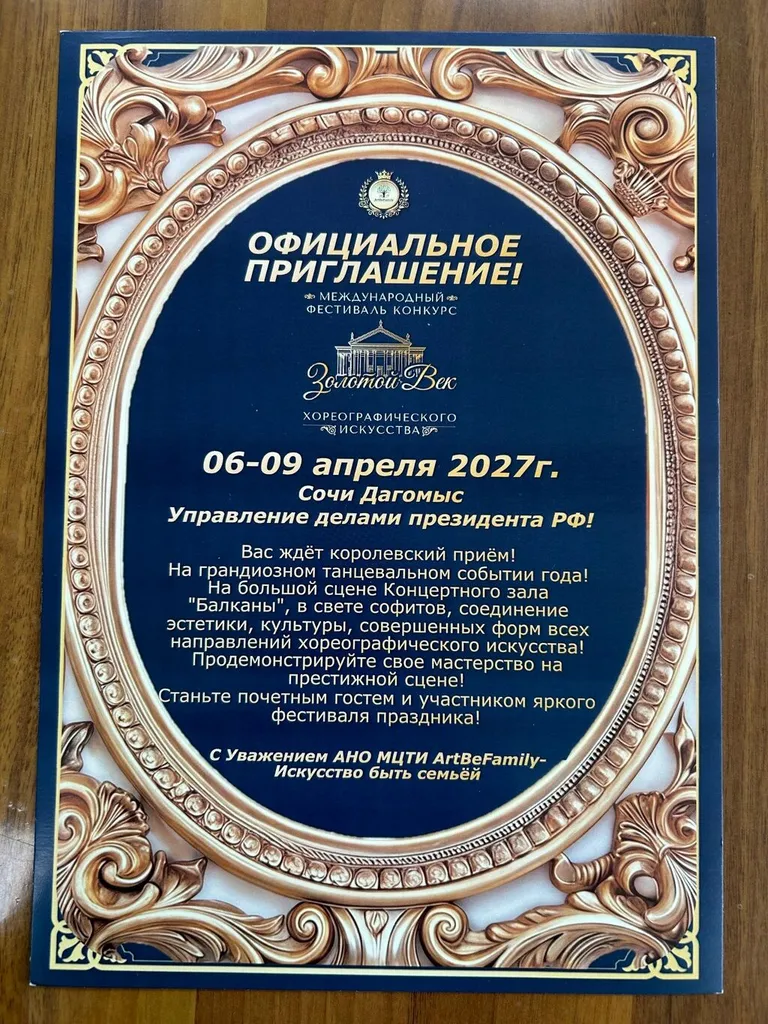 ОФИЦИАЛЬНОЕ
ПРИГЛАШЕНИЕ!
МЕЖДУНАРОДНЫЙ
ФЕСТИВАЛЬ КОНКУРС
Золотой Век
ХОРЕОГРАФИЧЕСКОГО
ИСКУССТВА
06-09 апреля 2027г.
Сочи Дагомыс
Управление делами президента РФ!
Вас ждёт королевский приём!
На грандиозном танцевальном событии года!
На большой сцене Концертного зала
"Балканы", в свете софитов, соединение
эстетики, культуры, совершенных форм всех
направлений хореографического искусства!
Продемонстрируйте свое мастерство на
престижной сцене!
Станьте почетным гостем и участником яркого
фестиваля праздника!
С Уважением АНО МЦТИ ArtBeFamily-
Искусство быть семьёй